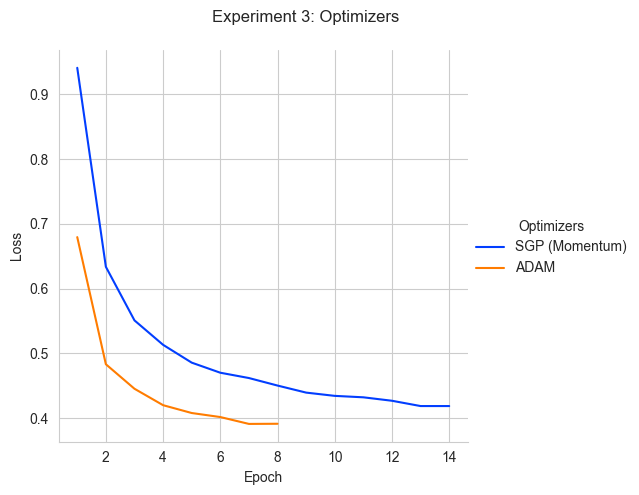 Experiment 3: Optimizers
0.9
0.8
0.7
0.6
0.5
0.4
Loss
2 4 6 8 10 12 14
Epoch
Optimizers
SGP (Momentum)
ADAM